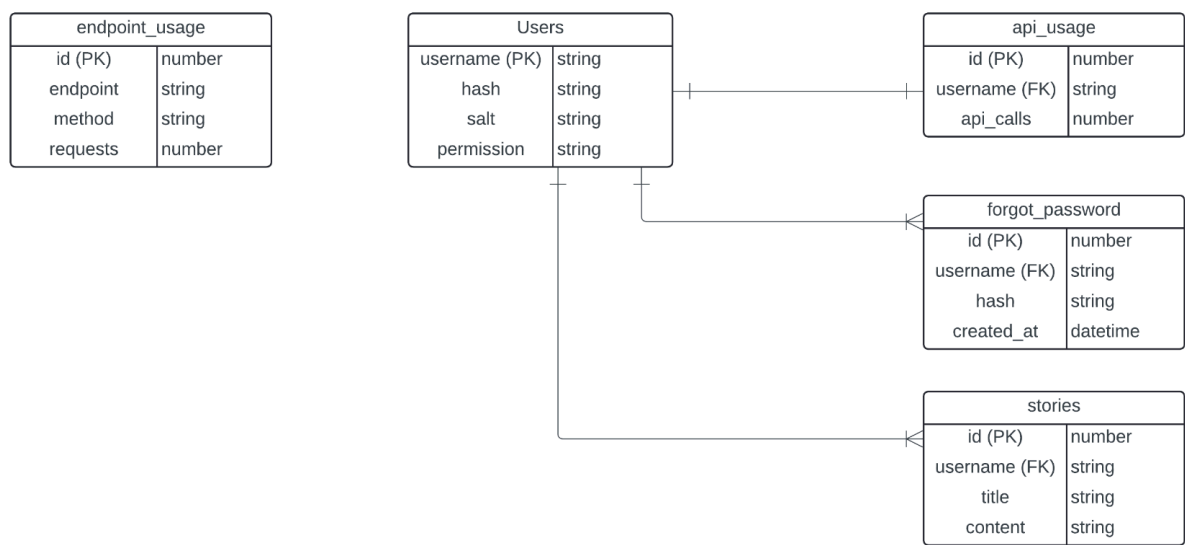 endpoint_usage
id (PK) number
endpoint string
method string
requests number
Users
username (PK) string
hash string
salt string
permission string
api_usage
id (PK) number
username (FK) string
api_calls number
forgot_password
id (PK) number
username (FK) string
hash string
created_at datetime
stories
id (PK) number
username (FK) string
title string
content string